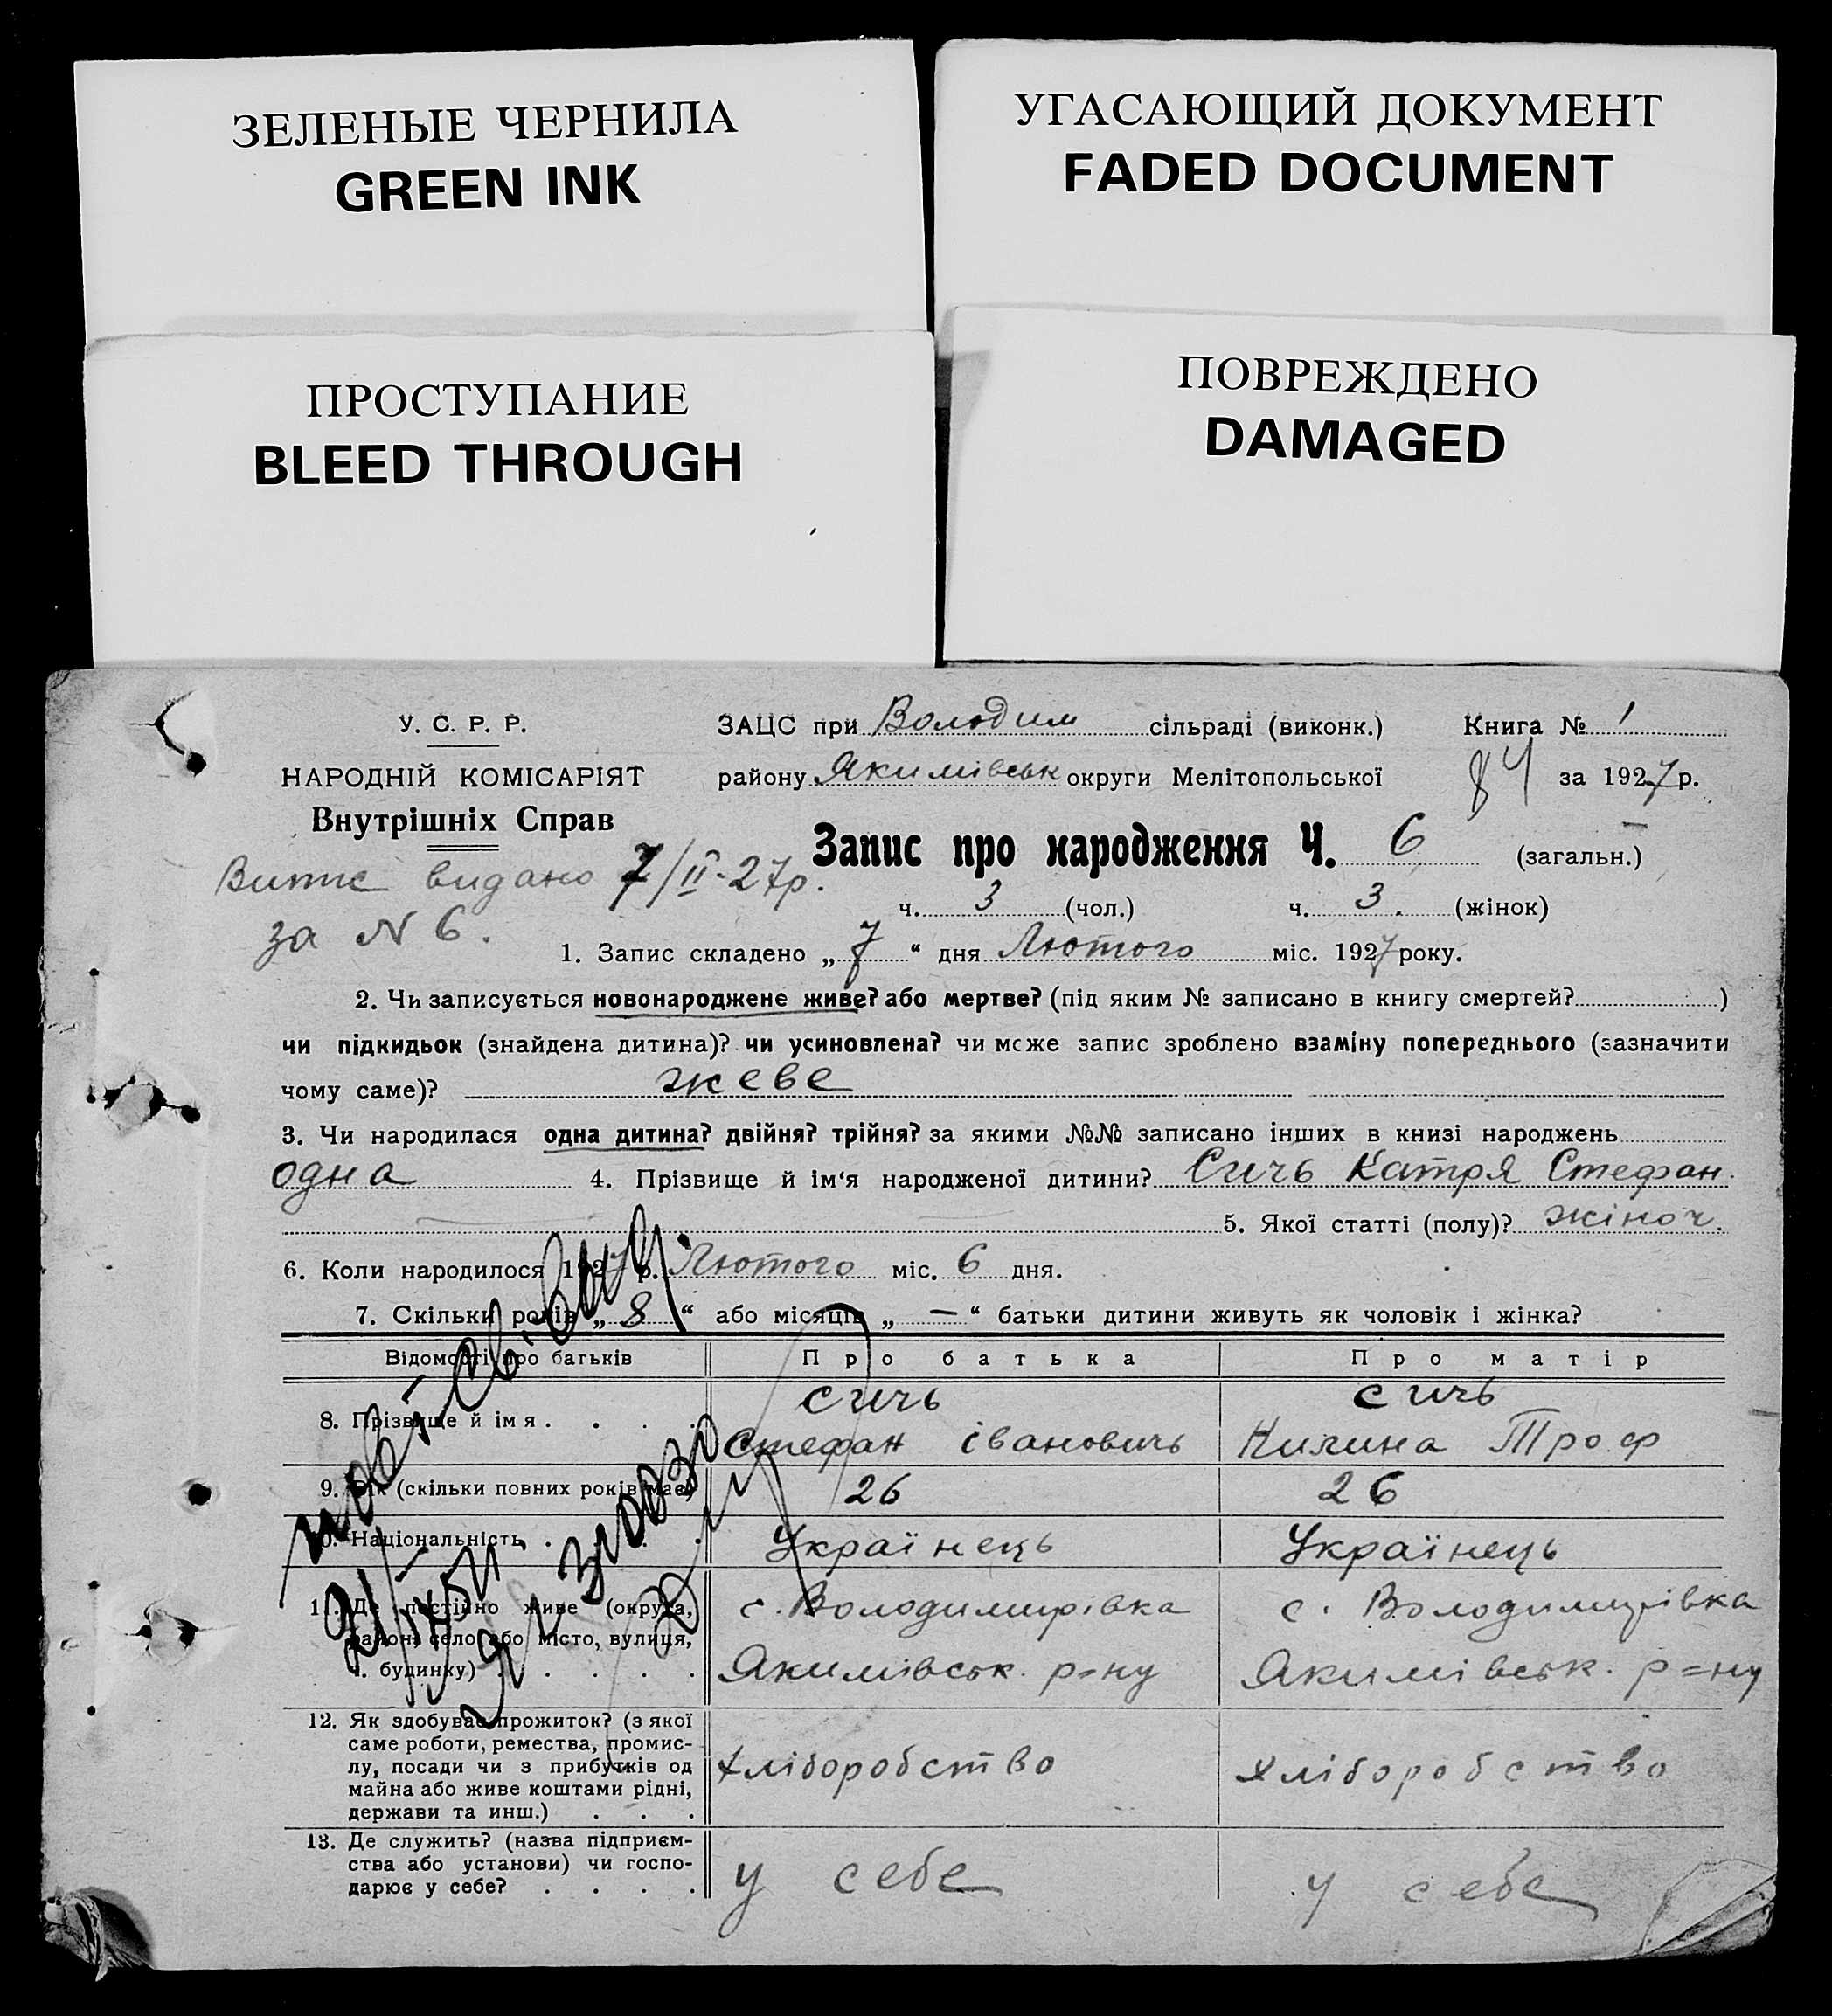 ЗЕЛЕНЫЕ ЧЕРНИЛА
GREEN INK
УГАСАЮЩИЙ ДОКУМЕНТ
FADED DOCUMENT
ПРОСТУПАНИЕ
BLEED THROUGH
ПОВРЕЖДЕНО
DAMAGED
У. С. Р. Р.
НАРОДНІЙ КОМІСАРІЯТ
Внутрішніх Справ
Витяг видано 7/II-27р.
за N 6.
ЗАЦС при Володим сільраді (виконк.) Книга № 1
району Якимівськ округи Мелітопольської 84 за 1927 р.
Запис про народження Ч. 6 (загальн.)
ч. 3 (чол.) ч. 3. (жінок)
1. Запис складено „7“ дня Лютого міс. 1927 року.
2. Чи записується новонароджене живе? або мертве? (під яким № записано в книгу смертей? )
чи підкидьок (знайдена дитина)? чи усиновлена? чи може запис зроблено взаміну попереднього (зазначити
чому саме)? жеве
3. Чи народилася одна дитина? двійня? трійня? за якими №№ записано інших в книзі народжень
одна 4. Прізвище й ім‘я народженої дитини? Сичь Катря Стефан.
5. Якої статті (полу)? жіноч.
6. Коли народилося 1927 р. Лютого міс. 6 дня.
7. Скільки років „8“ або місяців „—“ батьки дитини живуть як чоловік і жінка?
Відомості про батьків Про батька Про матір
8. Прізвище й імя . . . . Сичь Стефан івановичь Сичь Килина Троф
9. Вік (скільки повних років має) 26 26
10. Національність . . . . Українець Українець
11. Де постійно живе (округа, район, село або місто, вулиця, ч. будинку) . . . . . с. Володимирівка Якимівськ. р=ну с. Володимирівка Якимівськ. р=ну
12. Як здобуває прожиток? (з якої саме роботи, ремества, промислу, посади чи з прибутків од майна або живе коштами рідні, держави та инш.) . . . хліборобство хліборобство
13. Де служить? (назва підприємства або установи) чи господарює у себе? . . . . у себе у себе